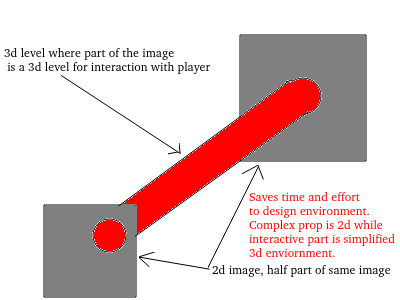 3d level where part of the image
is a 3d level for interaction with player
Saves time and effort
to design environment.
Complex prop is 2d while
interactive part is simplified
3d enviornment.
2d image, half part of same image